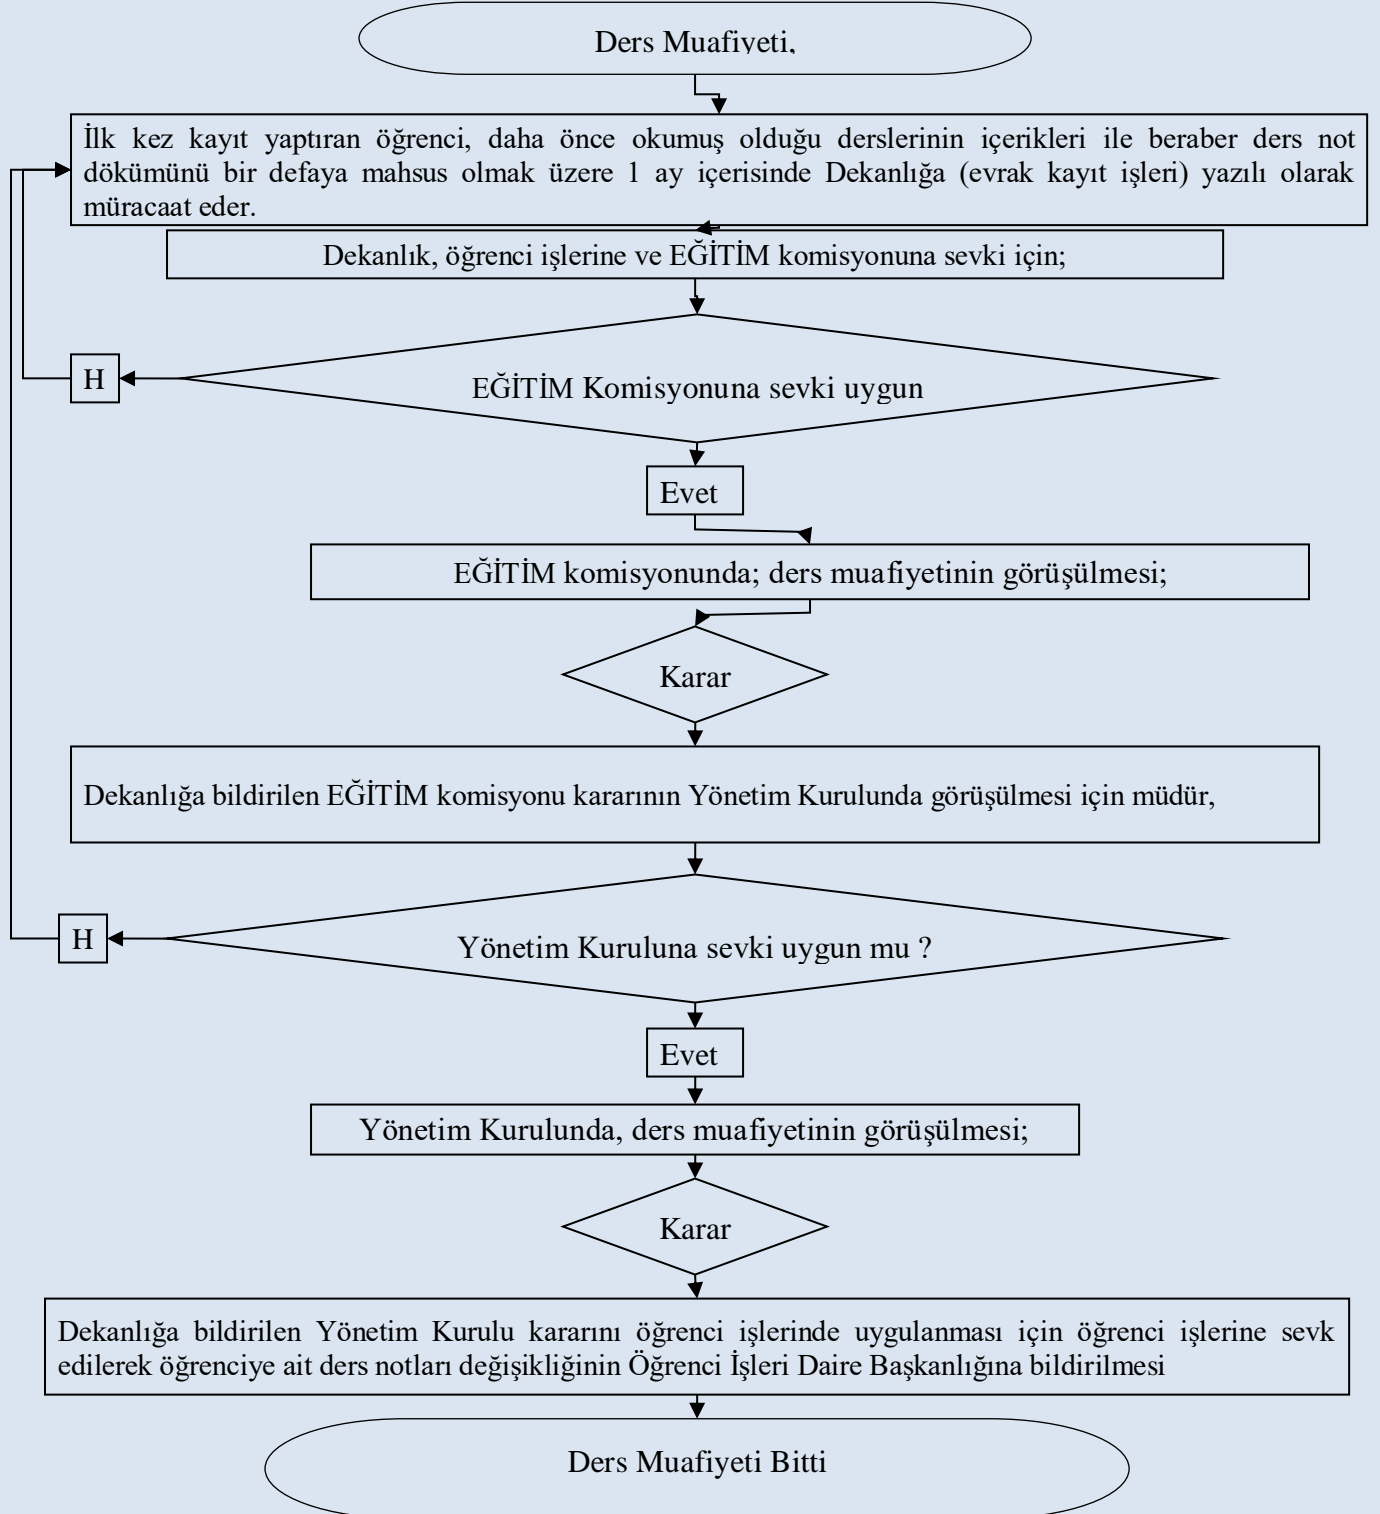 Ders Muafiyeti,
İlk kez kayıt yaptıran öğrenci, daha önce okumuş olduğu derslerinin içerikleri ile beraber ders not
dökümünü bir defaya mahsus olmak üzere 1 ay içerisinde Dekanlığa (evrak kayıt işleri) yazılı olarak
müracaat eder.
Dekanlık, öğrenci işlerine ve EĞİTİM komisyonuna sevki için;
H
EĞİTİM Komisyonuna sevki uygun
Evet
EĞİTİM komisyonunda; ders muafiyetinin görüşülmesi;
Karar
Dekanlığa bildirilen EĞİTİM komisyonu kararının Yönetim Kurulunda görüşülmesi için müdür,
H
Yönetim Kuruluna sevki uygun mu ?
Evet
Yönetim Kurulunda, ders muafiyetinin görüşülmesi;
Karar
Dekanlığa bildirilen Yönetim Kurulu kararını öğrenci işlerinde uygulanması için öğrenci işlerine sevk
edilerek öğrenciye ait ders notları değişikliğinin Öğrenci İşleri Daire Başkanlığına bildirilmesi
Ders Muafiyeti Bitti